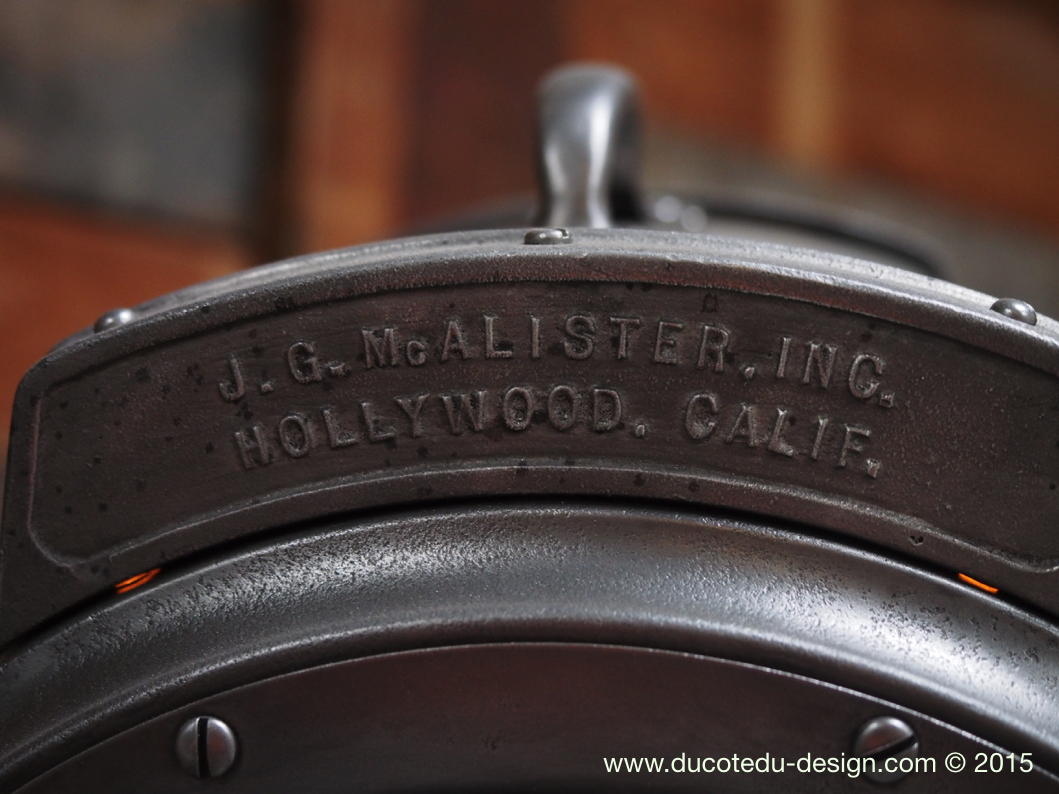 J.G.McALISTER,INC.
HOLLYWOOD, CALIF.
www.ducotedu-design.com © 2015